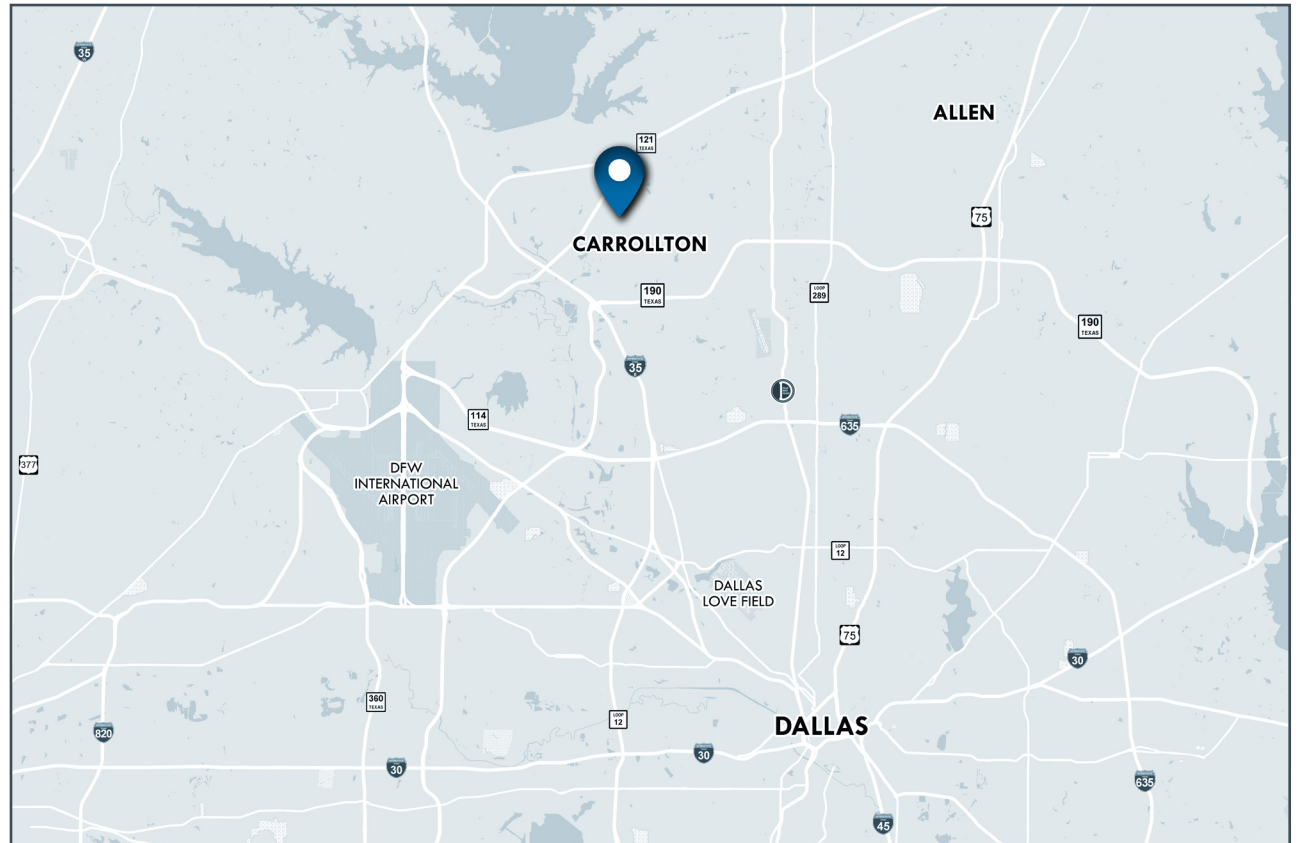 35
ALLEN
121
TEXAS
75
CARROLLTON
190
TEXAS
LOOP
289
190
TEXAS
35
114
TEXAS
635
377
DFW
INTERNATIONAL
AIRPORT
LOOP
12
DALLAS
LOVE FIELD
75
30
360
TEXAS
LOOP
12
DALLAS
820
30
30
635
45